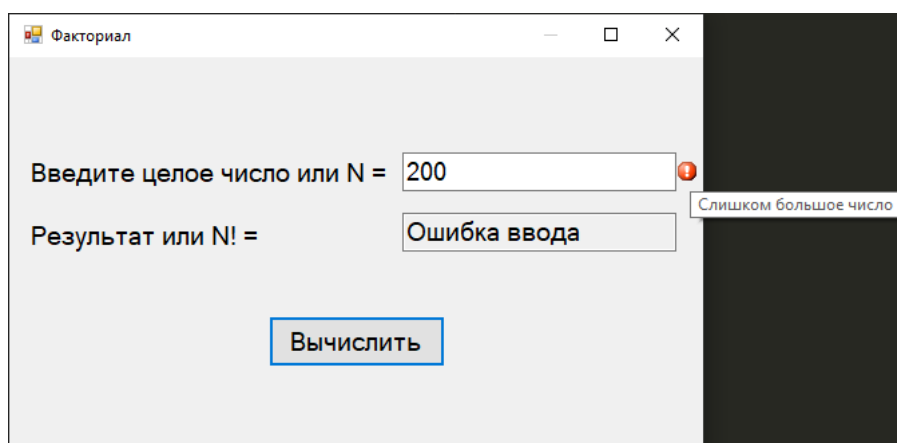 Факториал
Введите целое число или N = 200
Слишком большое число
Результат или N! = Ошибка ввода
Вычислить